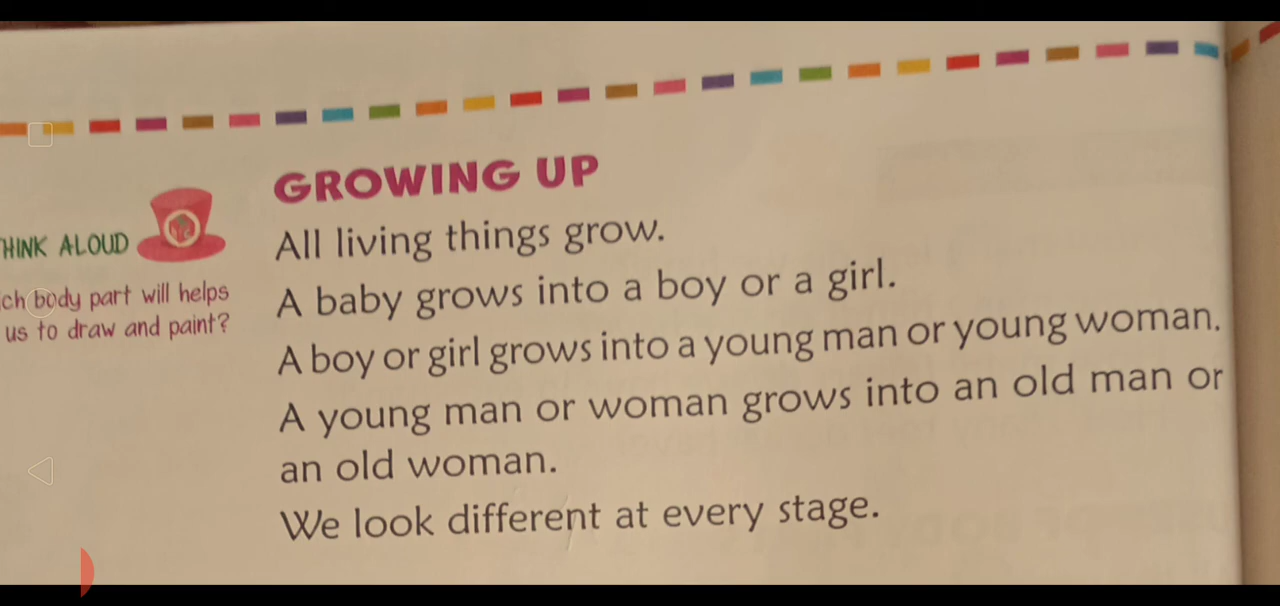 GROWING UP
All living things grow.
A baby grows into a boy or a girl.
A boy or girl grows into a young man or young woman.
A young man or woman grows into an old man or
an old woman.
We look different at every stage.
HINK ALOUD
ch body part will helps
us to draw and paint?